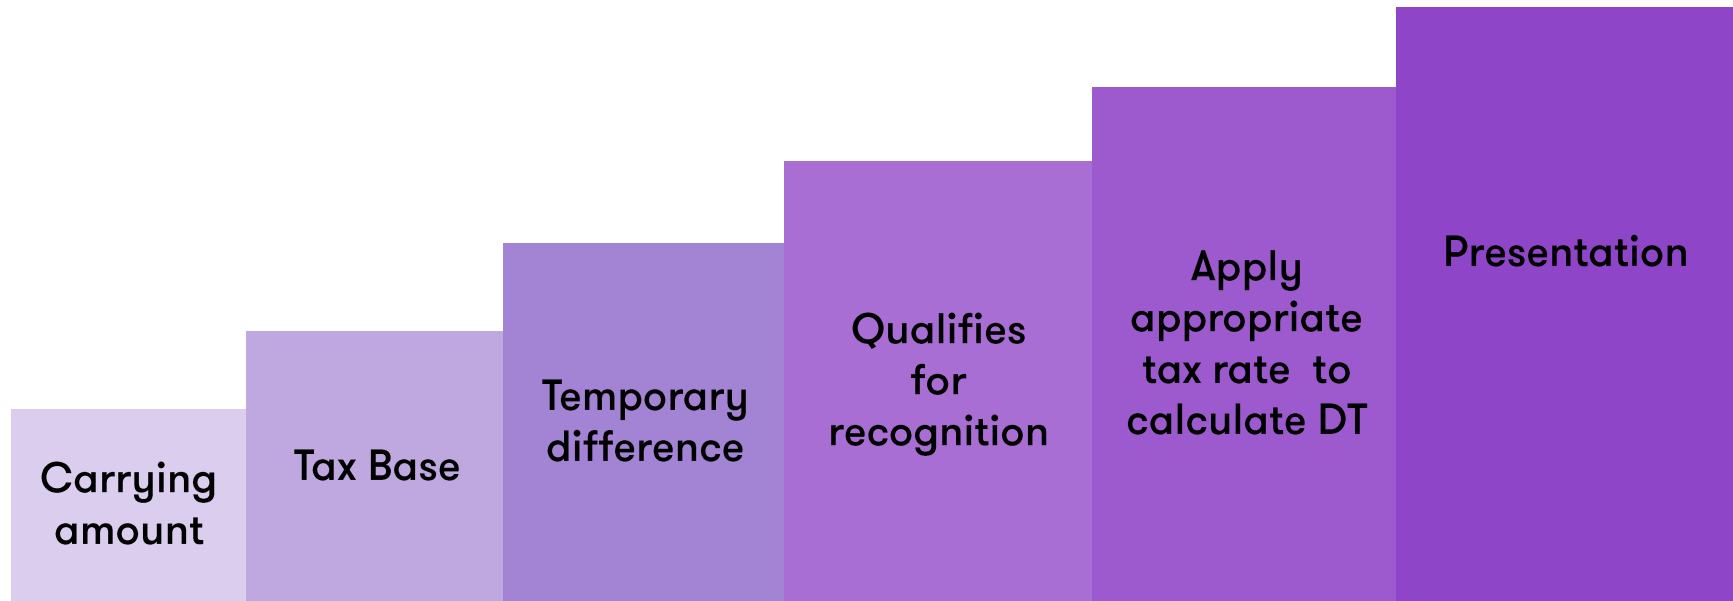 Carrying
amount
Tax Base
Temporary
difference
Qualifies
for
recognition
Apply
appropriate
tax rate  to
calculate DT
Presentation